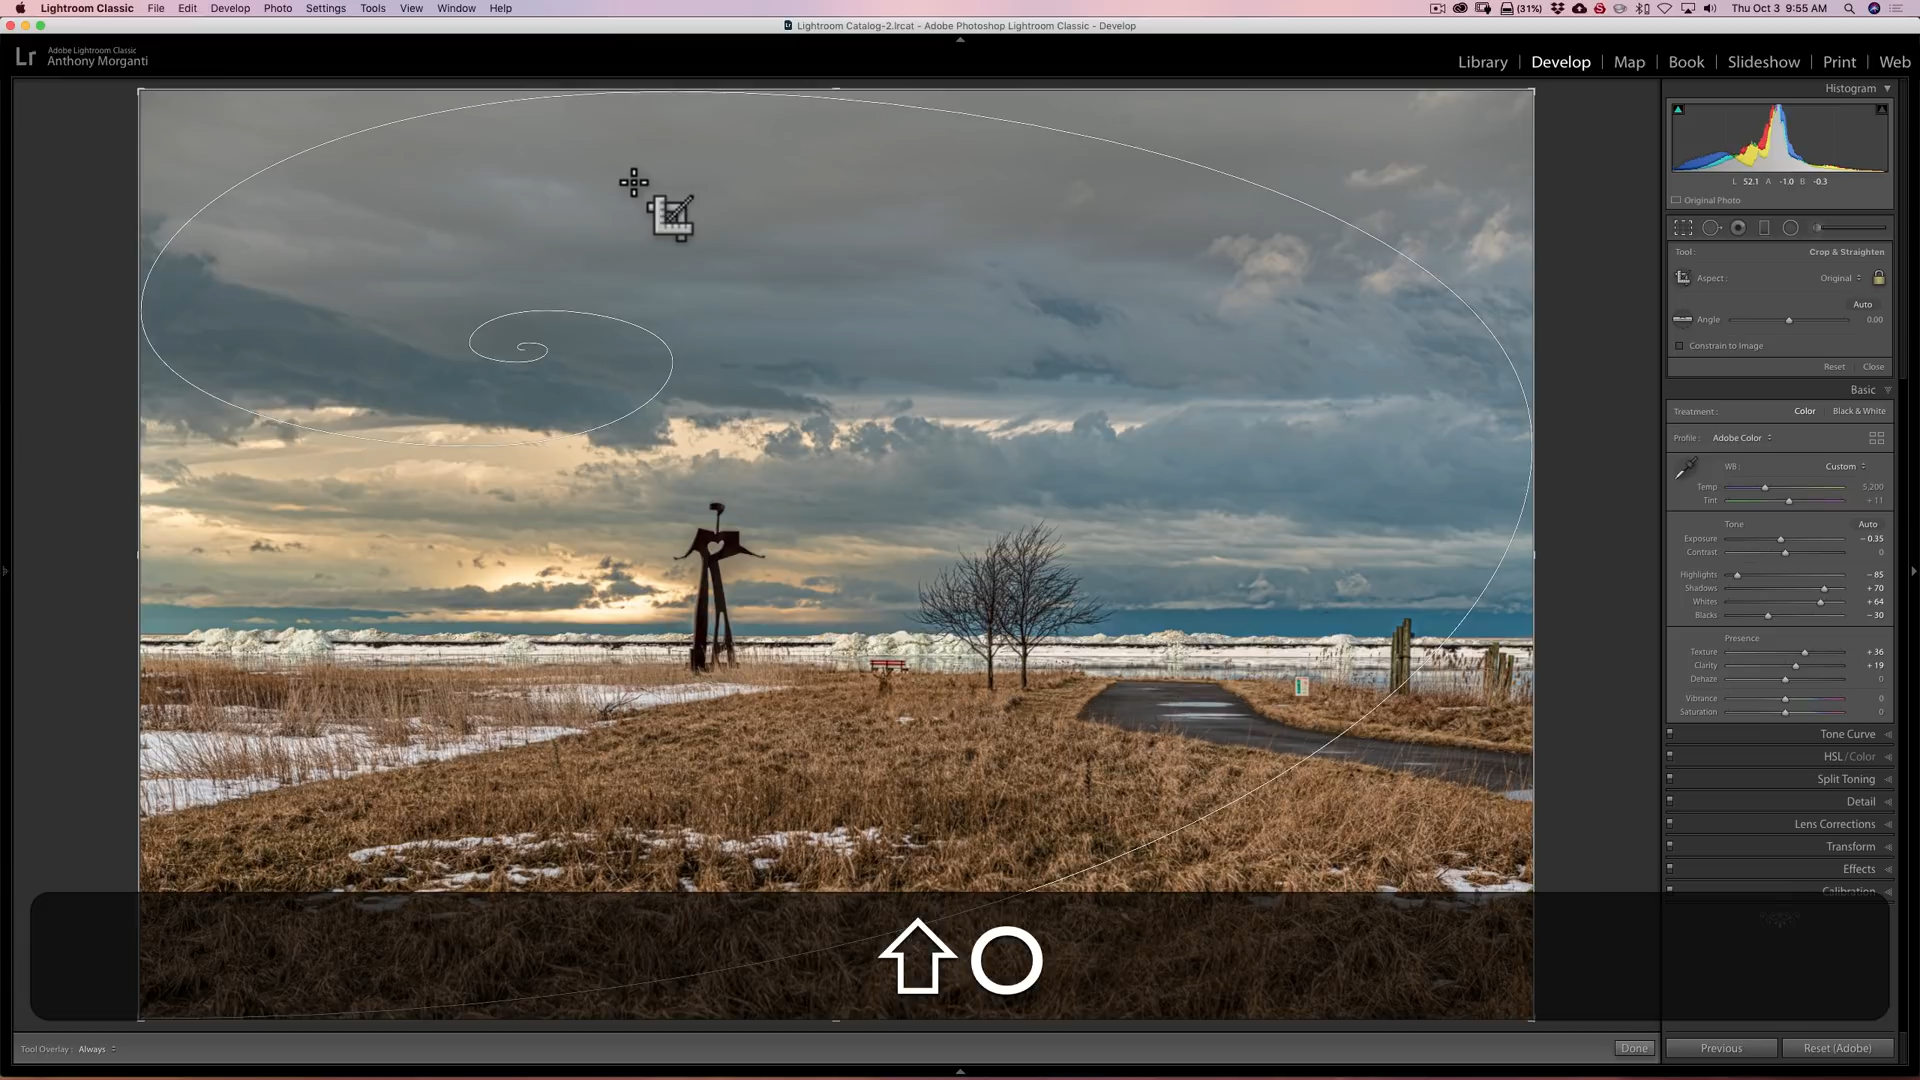 Lightroom Classic File Edit Develop Photo Settings Tools View Window Help (31%) Thu Oct 3 9:55 AM
Lightroom Catalog-2.lrcat - Adobe Photoshop Lightroom Classic - Develop
Lr Adobe Lightroom Classic
Anthony Morganti
Library | Develop | Map | Book | Slideshow | Print | Web
Histogram
L 52.1 A -1.0 B -0.3
Original Photo
Tool : Crop & Straighten
Aspect : Original
Auto
Angle 0.00
Constrain to Image
Reset Close
Basic
Treatment : Color Black & White
Profile : Adobe Color
WB : Custom
Temp 5,200
Tint + 11
Tone Auto
Exposure − 0.35
Contrast 0
Highlights − 85
Shadows + 70
Whites + 64
Blacks − 30
Presence
Texture + 36
Clarity + 19
Dehaze 0
Vibrance 0
Saturation 0
Tone Curve
HSL / Color
Split Toning
Detail
Lens Corrections
Transform
Effects
Calibration
⇧O
Tool Overlay : Always Done Previous Reset (Adobe)